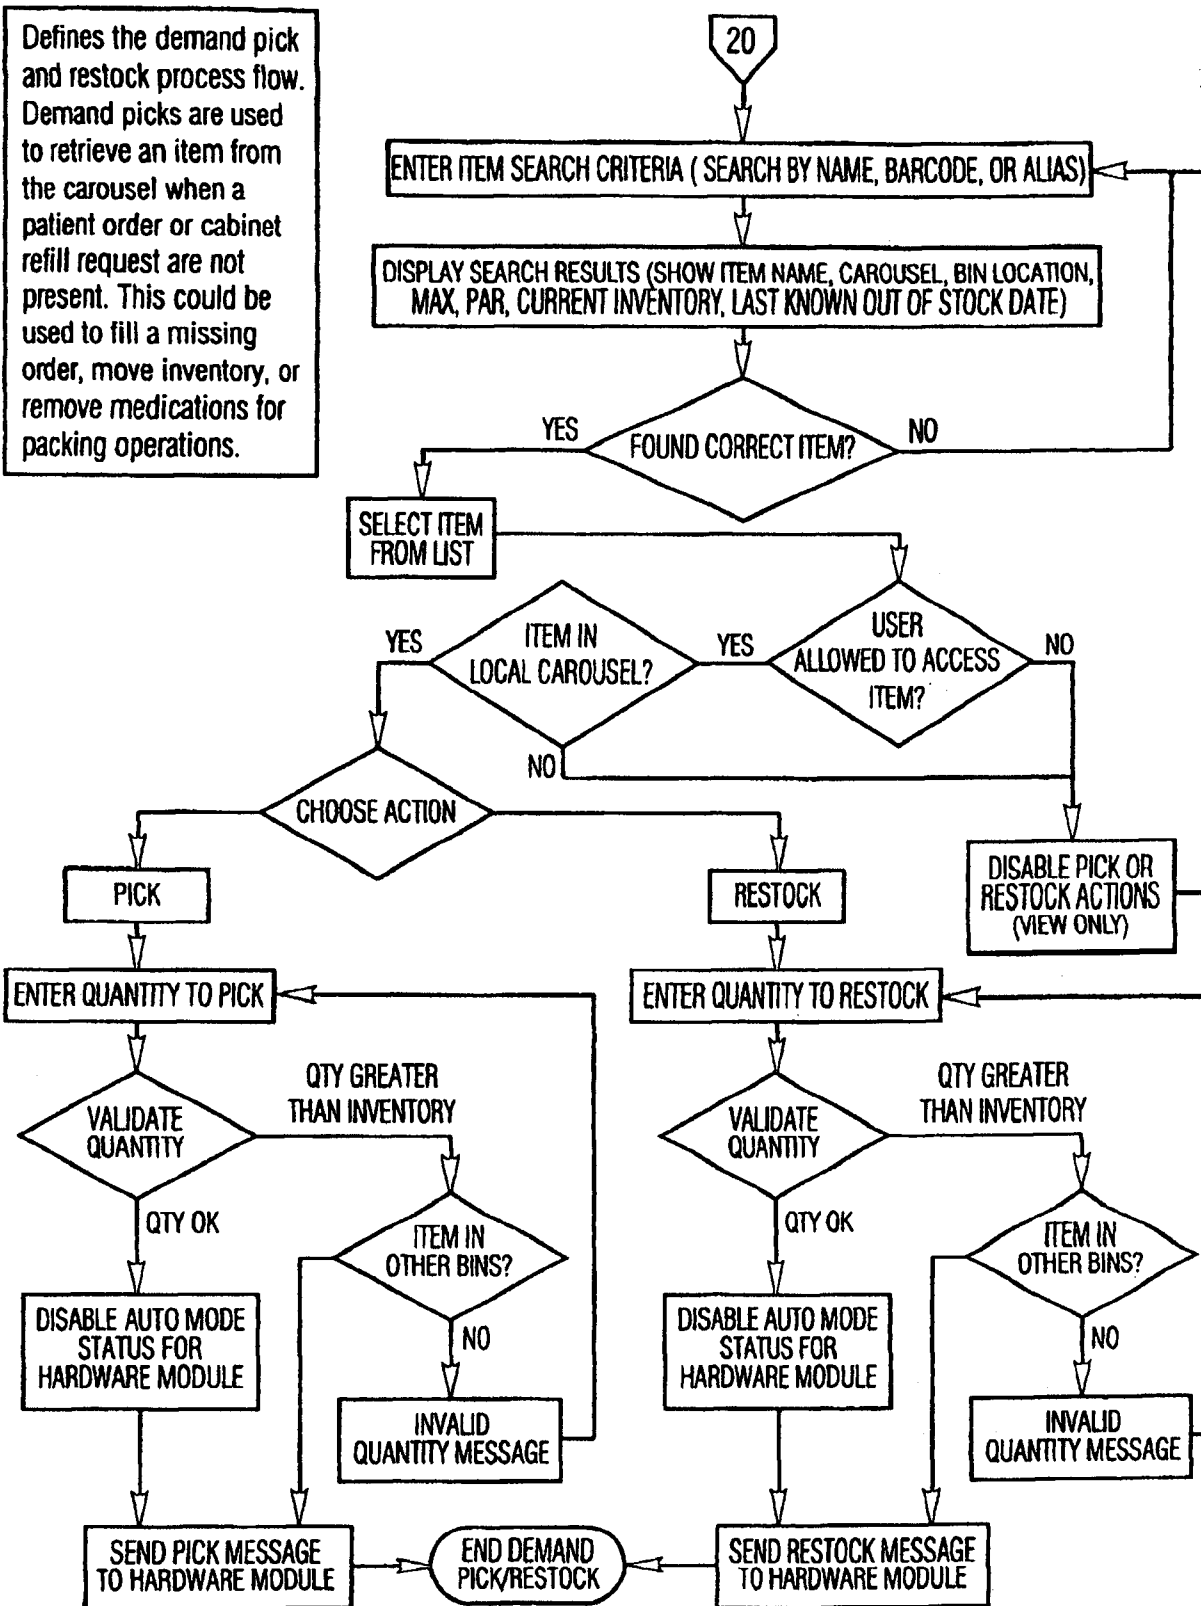 Defines the demand pick
and restock process flow.
Demand picks are used
to retrieve an item from
the carousel when a
patient order or cabinet
refill request are not
present. This could be
used to fill a missing
order, move inventory, or
remove medications for
packing operations.
20
ENTER ITEM SEARCH CRITERIA ( SEARCH BY NAME, BARCODE, OR ALIAS)
DISPLAY SEARCH RESULTS (SHOW ITEM NAME, CAROUSEL, BIN LOCATION,
MAX, PAR, CURRENT INVENTORY, LAST KNOWN OUT OF STOCK DATE)
YES
FOUND CORRECT ITEM?
NO
SELECT ITEM
FROM LIST
YES
ITEM IN
LOCAL CAROUSEL?
YES
USER
ALLOWED TO ACCESS
ITEM?
NO
NO
CHOOSE ACTION
PICK
RESTOCK
DISABLE PICK OR
RESTOCK ACTIONS
(VIEW ONLY)
ENTER QUANTITY TO PICK
ENTER QUANTITY TO RESTOCK
VALIDATE
QUANTITY
QTY GREATER
THAN INVENTORY
VALIDATE
QUANTITY
QTY GREATER
THAN INVENTORY
QTY OK
ITEM IN
OTHER BINS?
QTY OK
ITEM IN
OTHER BINS?
DISABLE AUTO MODE
STATUS FOR
HARDWARE MODULE
NO
DISABLE AUTO MODE
STATUS FOR
HARDWARE MODULE
NO
INVALID
QUANTITY MESSAGE
INVALID
QUANTITY MESSAGE
SEND PICK MESSAGE
TO HARDWARE MODULE
END DEMAND
PICK/RESTOCK
SEND RESTOCK MESSAGE
TO HARDWARE MODULE